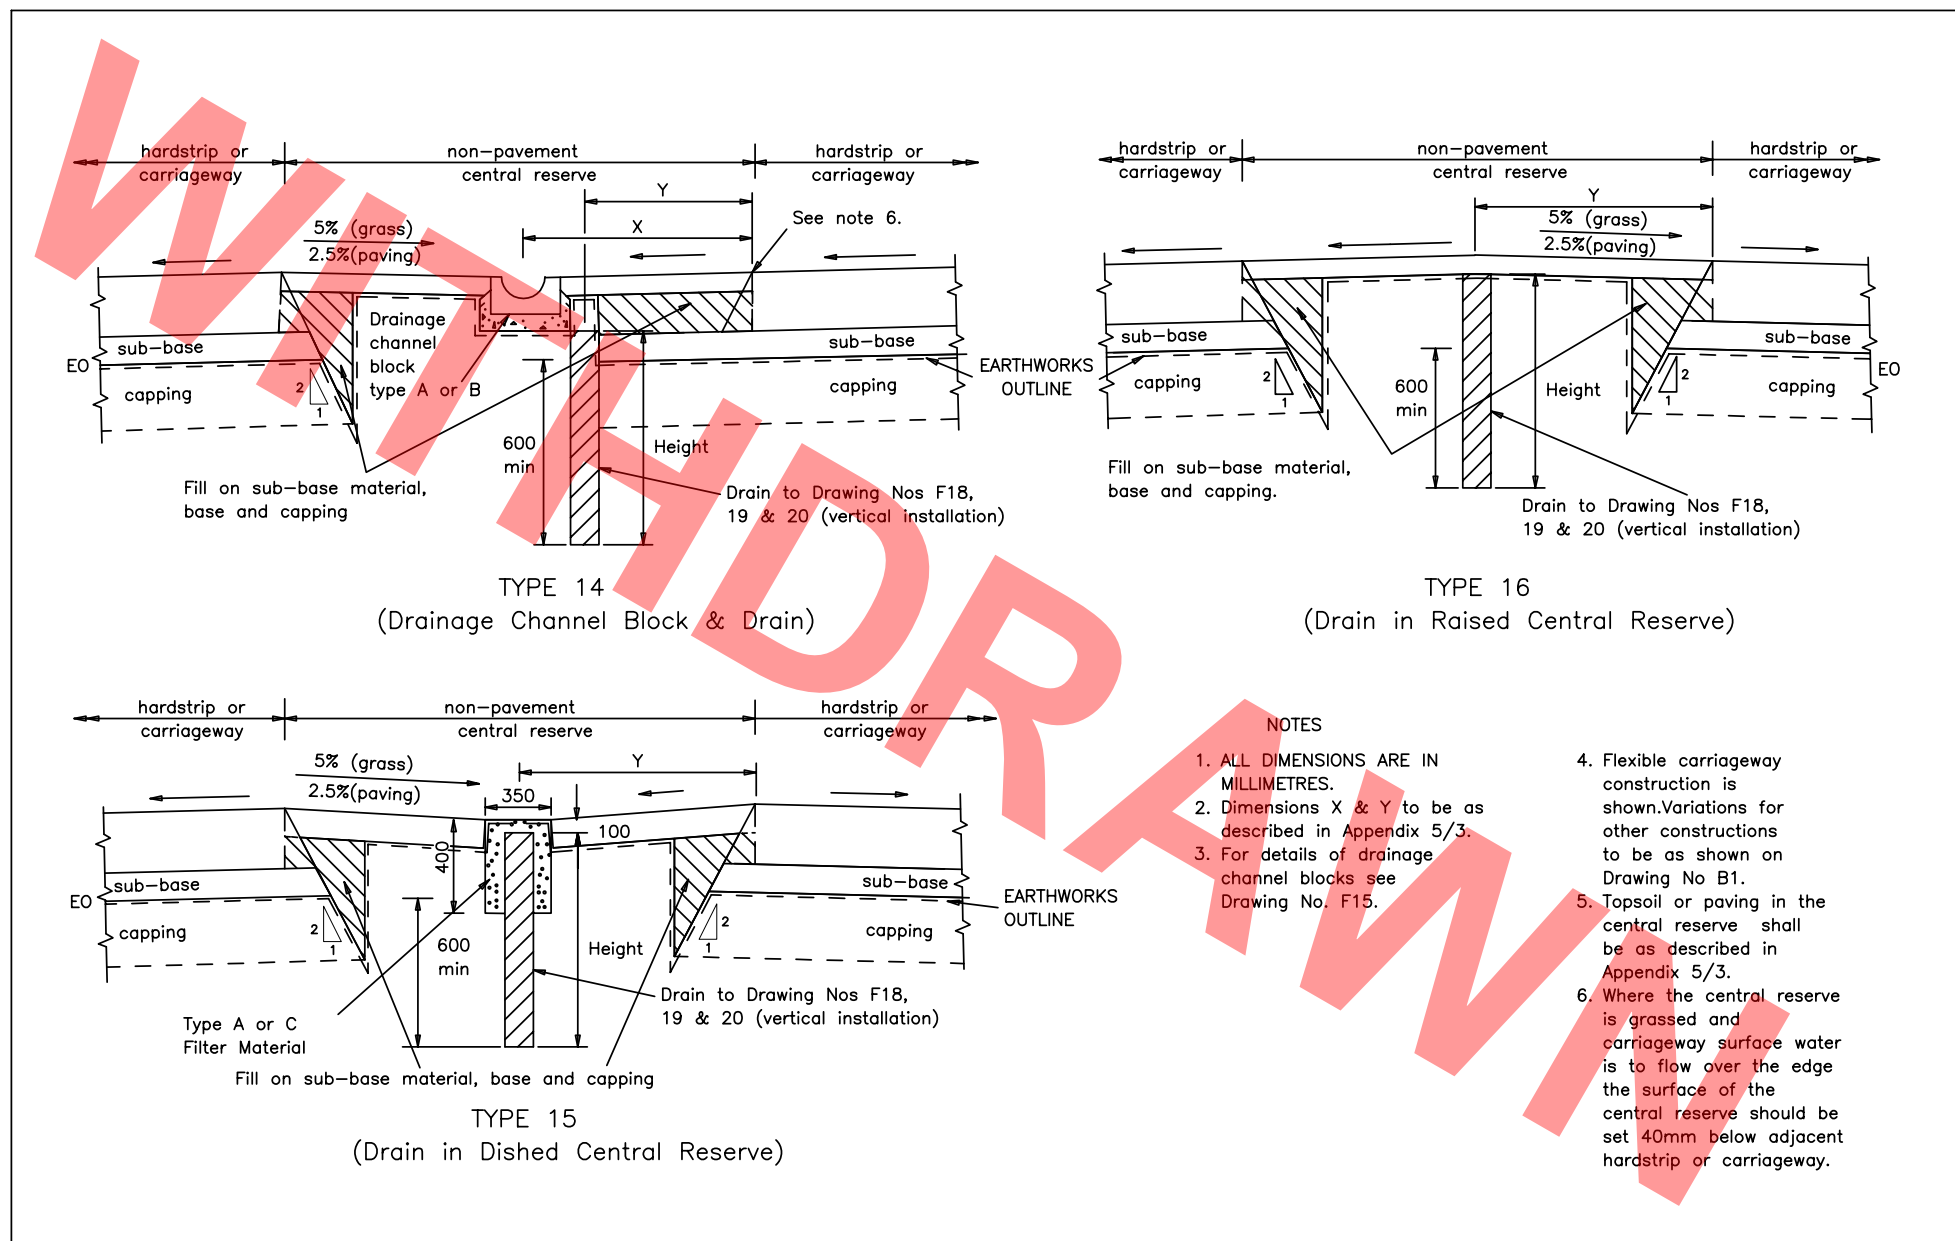 hardstrip or
carriageway
non-pavement
central reserve
hardstrip or
carriageway
Y
X
See note 6.
5% (grass)
2.5%(paving)
Drainage
channel
block
type A or B
sub-base
EO
capping
2
1
sub-base
capping
EARTHWORKS
OUTLINE
600
min
Height
Fill on sub-base material,
base and capping
Drain to Drawing Nos F18,
19 & 20 (vertical installation)
TYPE 14
(Drainage Channel Block & Drain)
hardstrip or
carriageway
non-pavement
central reserve
hardstrip or
carriageway
Y
5% (grass)
2.5%(paving)
sub-base
capping
2
1
600
min
Height
2
1
sub-base
capping
EO
Fill on sub-base material,
base and capping.
Drain to Drawing Nos F18,
19 & 20 (vertical installation)
TYPE 16
(Drain in Raised Central Reserve)
hardstrip or
carriageway
non-pavement
central reserve
hardstrip or
carriageway
5% (grass)
2.5%(paving)
Y
350
100
400
sub-base
EO
capping
2
1
600
min
Height
2
1
sub-base
capping
EARTHWORKS
OUTLINE
Type A or C
Filter Material
Drain to Drawing Nos F18,
19 & 20 (vertical installation)
Fill on sub-base material, base and capping
TYPE 15
(Drain in Dished Central Reserve)
NOTES
1. ALL DIMENSIONS ARE IN
MILLIMETRES.
2. Dimensions X & Y to be as
described in Appendix 5/3.
3. For details of drainage
channel blocks see
Drawing No. F15.
4. Flexible carriageway
construction is
shown.Variations for
other constructions
to be as shown on
Drawing No B1.
5. Topsoil or paving in the
central reserve shall
be as described in
Appendix 5/3.
6. Where the central reserve
is grassed and
carriageway surface water
is to flow over the edge
the surface of the
central reserve should be
set 40mm below adjacent
hardstrip or carriageway.
WITHDRAWN